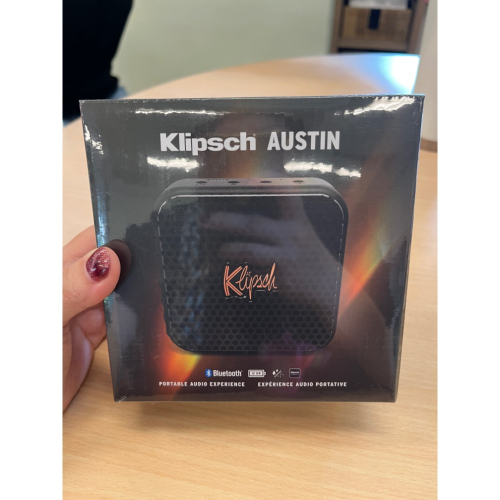 Klipsch AUSTIN
Klipsch
Bluetooth®
PORTABLE AUDIO EXPERIENCE EXPÉRIENCE AUDIO PORTATIVE